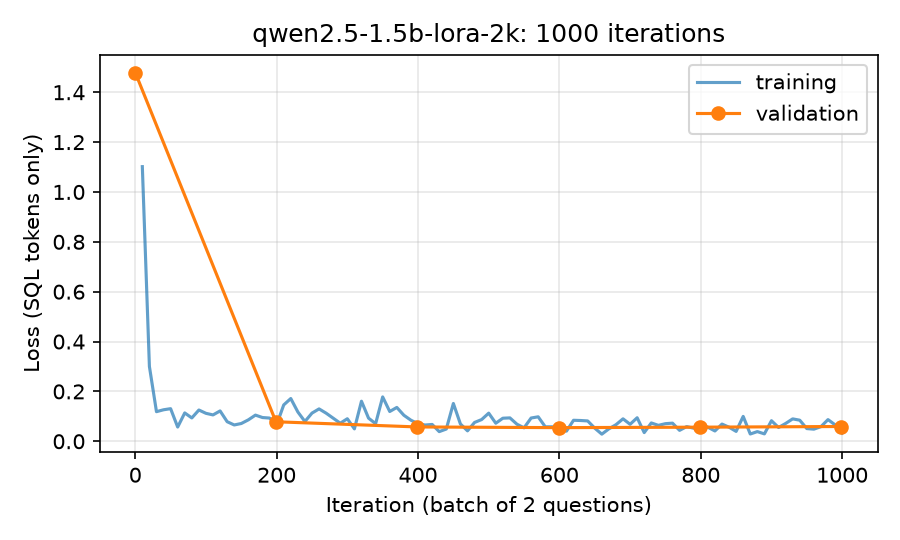 qwen2.5-1.5b-lora-2k: 1000 iterations
training
validation
Loss (SQL tokens only)
1.4
1.2
1.0
0.8
0.6
0.4
0.2
0.0
0 200 400 600 800 1000
Iteration (batch of 2 questions)